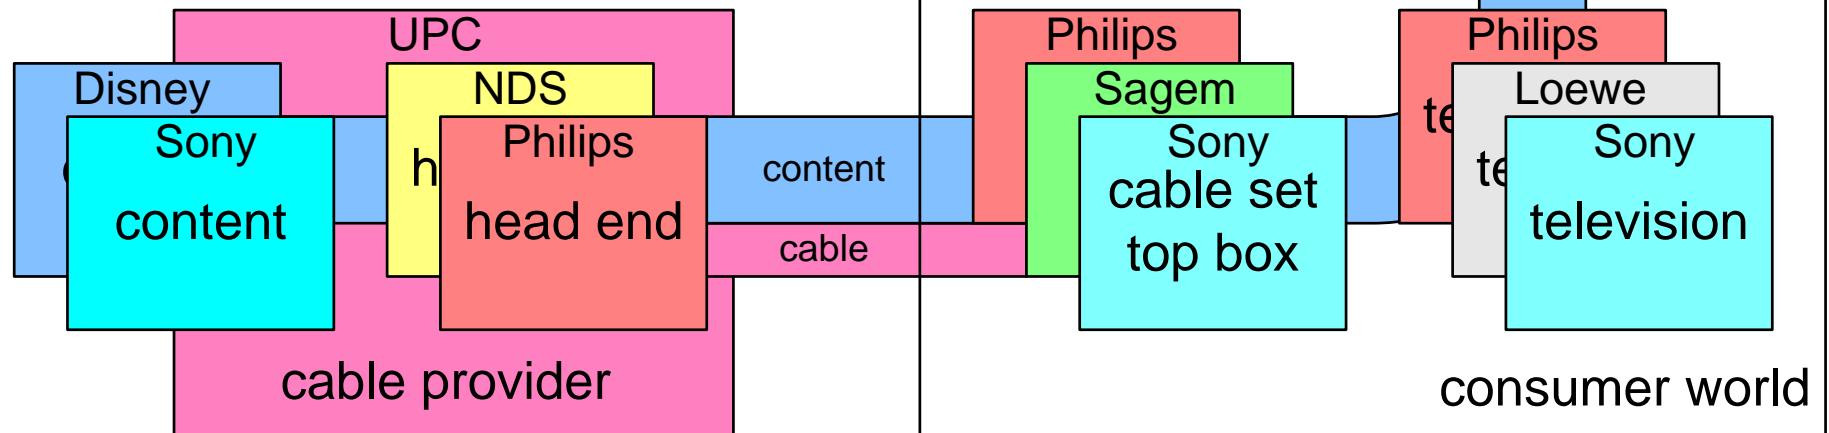 UPC
Disney
Sony
content
NDS
Philips
head end
cable provider
content
cable
Philips
Sagem
Sony
cable set
top box
Philips
Loewe
Sony
television
consumer world